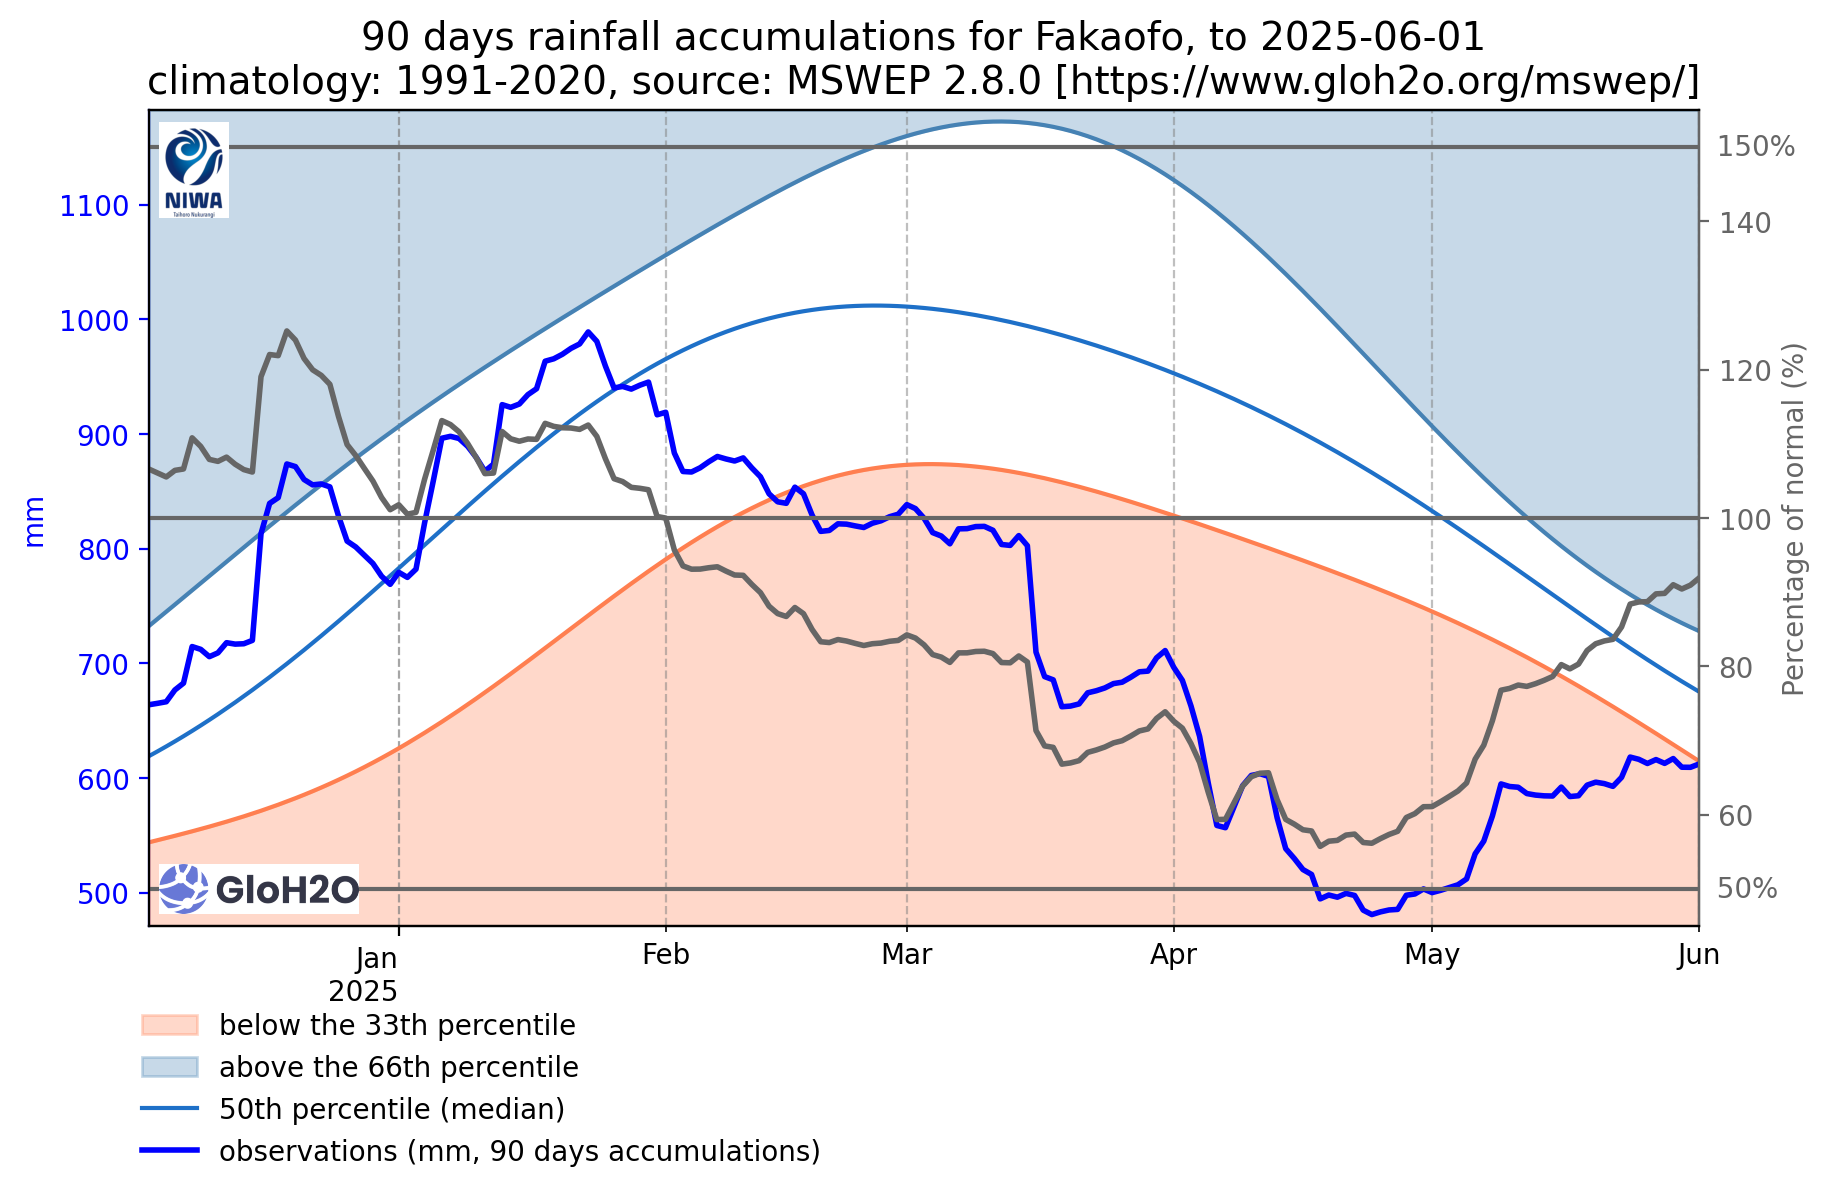 90 days rainfall accumulations for Fakaofo, to 2025-06-01
climatology: 1991-2020, source: MSWEP 2.8.0 [https://www.gloh2o.org/mswep/]
NIWA
Taihoro Nukurangi
1100
1000
900
800
700
600
500
mm
150%
140
120
100
80
60
50%
Percentage of normal (%)
GloH2O
Jan
2025
Feb
Mar
Apr
May
Jun
below the 33th percentile
above the 66th percentile
50th percentile (median)
observations (mm, 90 days accumulations)